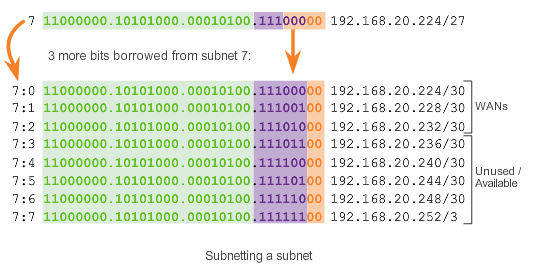 7 11000000.10101000.00010100.11100000 192.168.20.224/27
3 more bits borrowed from subnet 7:
7:0 11000000.10101000.00010100.11100000 192.168.20.224/30
7:1 11000000.10101000.00010100.11100100 192.168.20.228/30
7:2 11000000.10101000.00010100.11101000 192.168.20.232/30
WANs
7:3 11000000.10101000.00010100.11101100 192.168.20.236/30
7:4 11000000.10101000.00010100.11110000 192.168.20.240/30
7:5 11000000.10101000.00010100.11110100 192.168.20.244/30
7:6 11000000.10101000.00010100.11111000 192.168.20.248/30
7:7 11000000.10101000.00010100.11111100 192.168.20.252/3
Unused /
Available
Subnetting a subnet